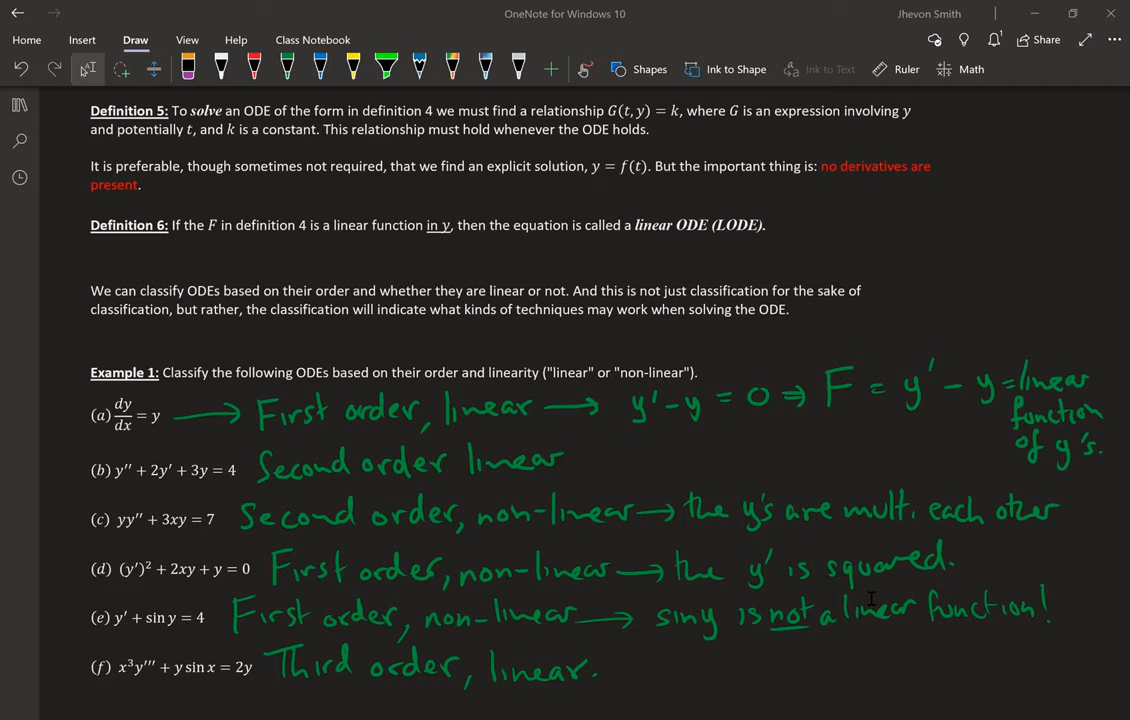 OneNote for Windows 10
Jhevon Smith
Home Insert Draw View Help Class Notebook
Share
Shapes Ink to Shape Ink to Text Ruler Math
Definition 5: To solve an ODE of the form in definition 4 we must find a relationship G(t, y) = k, where G is an expression involving y
and potentially t, and k is a constant. This relationship must hold whenever the ODE holds.
It is preferable, though sometimes not required, that we find an explicit solution, y = f(t). But the important thing is: no derivatives are
present.
Definition 6: If the F in definition 4 is a linear function in y, then the equation is called a linear ODE (LODE).
We can classify ODEs based on their order and whether they are linear or not. And this is not just classification for the sake of
classification, but rather, the classification will indicate what kinds of techniques may work when solving the ODE.
Example 1: Classify the following ODEs based on their order and linearity ("linear" or "non-linear").
(a) dy/dx = y → First order, linear → y' - y = 0 ⇒ F = y' - y = linear
function
of y's.
(b) y'' + 2y' + 3y = 4 Second order linear
(c) yy'' + 3xy = 7 Second order, non-linear → the y's are mult. each other
(d) (y')² + 2xy + y = 0 First order, non-linear → the y' is squared.
(e) y' + sin y = 4 First order, non-linear → sin y is not a linear function!
(f) x³y''' + y sin x = 2y Third order, linear.